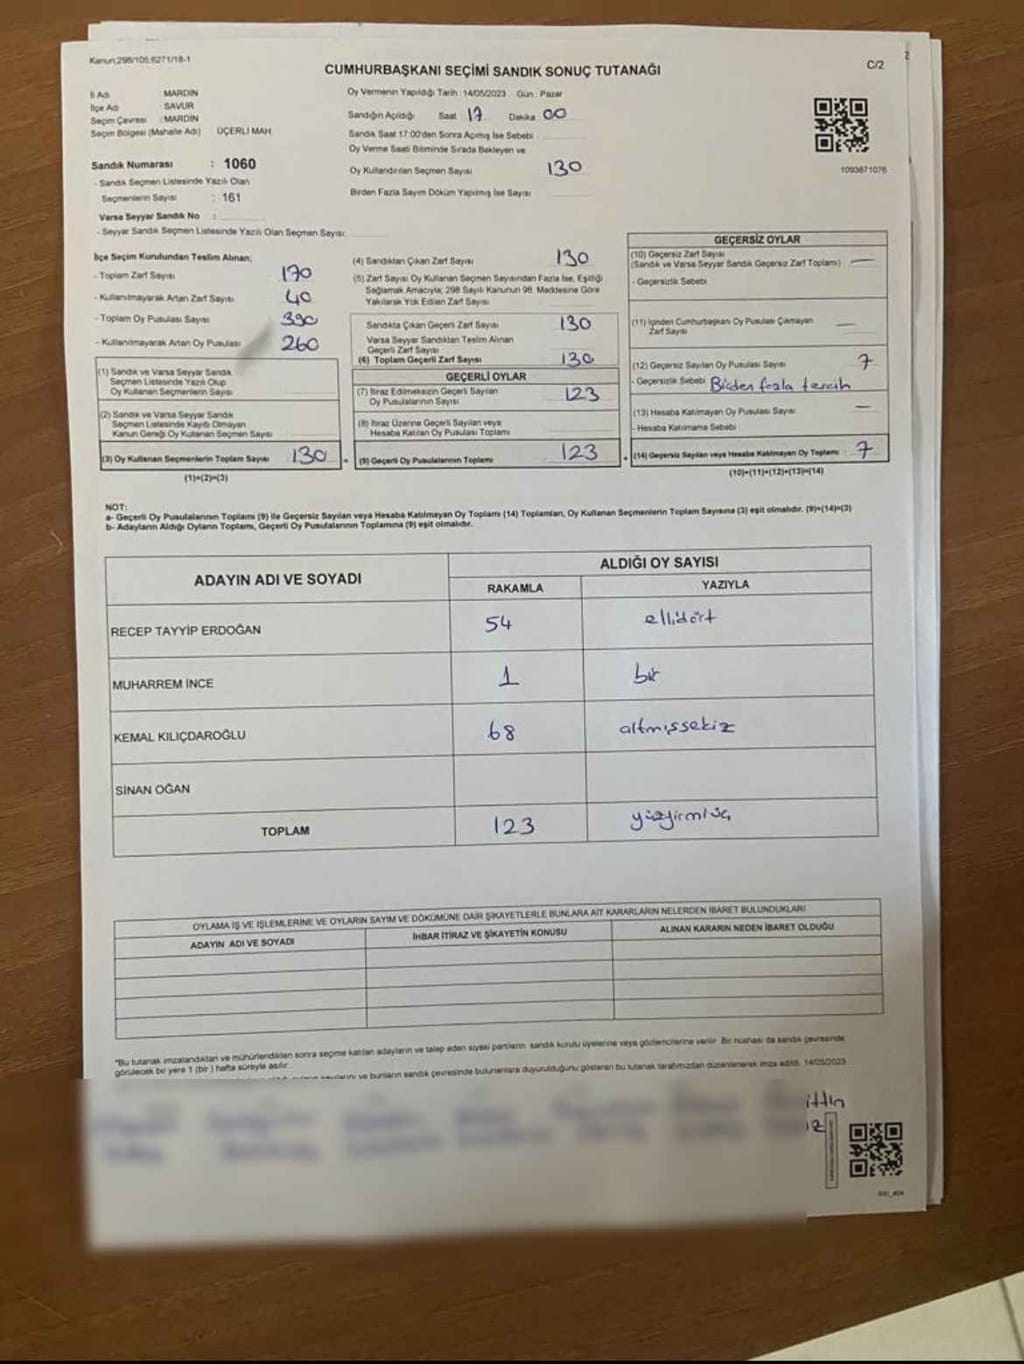 Kanun;298/105;6271/18-1
CUMHURBAŞKANI SEÇİMİ SANDIK SONUÇ TUTANAĞI
C/2
2
İl Adı MARDİN
İlçe Adı : SAVUR
Seçim Çevresi : MARDİN
Seçim Bölgesi (Mahalle Adı) ÜÇERLİ MAH.
Oy Vermenin Yapıldığı Tarih : 14/05/2023 Gün : Pazar
Sandığın Açıldığı Saat 17 Dakika 00
Sandık Saat 17:00'den Sonra Açımış İse Sebebi
Oy Verme Saati Bitiminde Sırada Bekleyen ve
Oy Kullandırılan Seçmen Sayısı 130
Birden Fazla Sayım Döküm Yapılmış İse Sayısı
1093871076
Sandık Numarası : 1060
- Sandık Seçmen Listesinde Yazılı Olan
Seçmenlerin Sayısı : 161
Varsa Seyyar Sandık No :
- Seyyar Sandık Seçmen Listesinde Yazılı Olan Seçmen Sayısı:
İlçe Seçim Kurulundan Teslim Alınan;
- Toplam Zarf Sayısı 170
- Kullanılmayarak Artan Zarf Sayısı 40
- Toplam Oy Pusulası Sayısı 390
- Kullanılmayarak Artan Oy Pusulası 260
(1) Sandık ve Varsa Seyyar Sandık
Seçmen Listesinde Yazılı Olup
Oy Kullanan Seçmenlerin Sayısı
(2) Sandık ve Varsa Seyyar Sandık
Seçmen Listesinde Kayıtlı Olmayan
Kanun Gereği Oy Kullanan Seçmen Sayısı
(3) Oy Kullanan Seçmenlerin Toplam Sayısı 130
(1)+(2)=(3)
(4) Sandıktan Çıkan Zarf Sayısı 130
(5) Zarf Sayısı Oy Kullanan Seçmen Sayısından Fazla İse, Eşitliği
Sağlamak Amacıyla; 298 Sayılı Kanunun 98. Maddesine Göre
Yakılarak Yok Edilen Zarf Sayısı
Sandıkta Çıkan Geçerli Zarf Sayısı 130
Varsa Seyyar Sandıktan Teslim Alınan
Geçerli Zarf Sayısı
(6) Toplam Geçerli Zarf Sayısı 130
GEÇERLİ OYLAR
(7) İtiraz Edilmeksizin Geçerli Sayılan
Oy Pusulalarının Sayısı 123
(8) İtiraz Üzerine Geçerli Sayılan veya
Hesaba Katılan Oy Pusulası Toplamı
(9) Geçerli Oy Pusulalarının Toplamı 123
GEÇERSİZ OYLAR
(10) Geçersiz Zarf Sayısı
(Sandık ve Varsa Seyyar Sandık Geçersiz Zarf Toplamı) —
- Geçersizlik Sebebi
(11) İçinden Cumhurbaşkanı Oy Pusulası Çıkmayan
Zarf Sayısı —
(12) Geçersiz Sayılan Oy Pusulası Sayısı 7
- Geçersizlik Sebebi Birden fazla tercih
(13) Hesaba Katılmayan Oy Pusulası Sayısı —
- Hesaba Katılmama Sebebi
(14) Geçersiz Sayılan veya Hesaba Katılmayan Oy Toplamı : 7
(10)+(11)+(12)+(13)=(14)
NOT:
a- Geçerli Oy Pusulalarının Toplamı (9) ile Geçersiz Sayılan veya Hesaba Katılmayan Oy Toplamı (14) Toplamları, Oy Kullanan Seçmenlerin Toplam Sayısına (3) eşit olmalıdır. (9)+(14)=(3)
b- Adayların Aldığı Oyların Toplamı, Geçerli Oy Pusulalarının Toplamına (9) eşit olmalıdır.
ADAYIN ADI VE SOYADI
ALDIĞI OY SAYISI
RAKAMLA YAZIYLA
RECEP TAYYİP ERDOĞAN 54 ellidört
MUHARREM İNCE 1 bir
KEMAL KILIÇDAROĞLU 68 altmışsekiz
SİNAN OĞAN
TOPLAM 123 yüzyirmiüç
OYLAMA İŞ VE İŞLEMLERİNE VE OYLARIN SAYIM VE DÖKÜMÜNE DAİR ŞİKAYETLERLE BUNLARA AİT KARARLARIN NELERDEN İBARET BULUNDUKLARI
ADAYIN ADI VE SOYADI İHBAR İTİRAZ VE ŞİKAYETİN KONUSU ALINAN KARARIN NEDEN İBARET OLDUĞU
*Bu tutanak imzalandıktan ve mühürlendikten sonra seçime katılan adayların ve talep eden siyasi partilerin sandık kurulu üyelerine veya gözlemcilerine verilir. Bir nüshası da sandık çevresinde
görülecek bir yere 1 (bir) hafta süreyle asılır.
ve bunların sandık çevresinde bulunanlara duyurulduğunu gösteren bu tutanak tarafımızdan düzenlenerek imza edildi. 14/05/2023
ittin